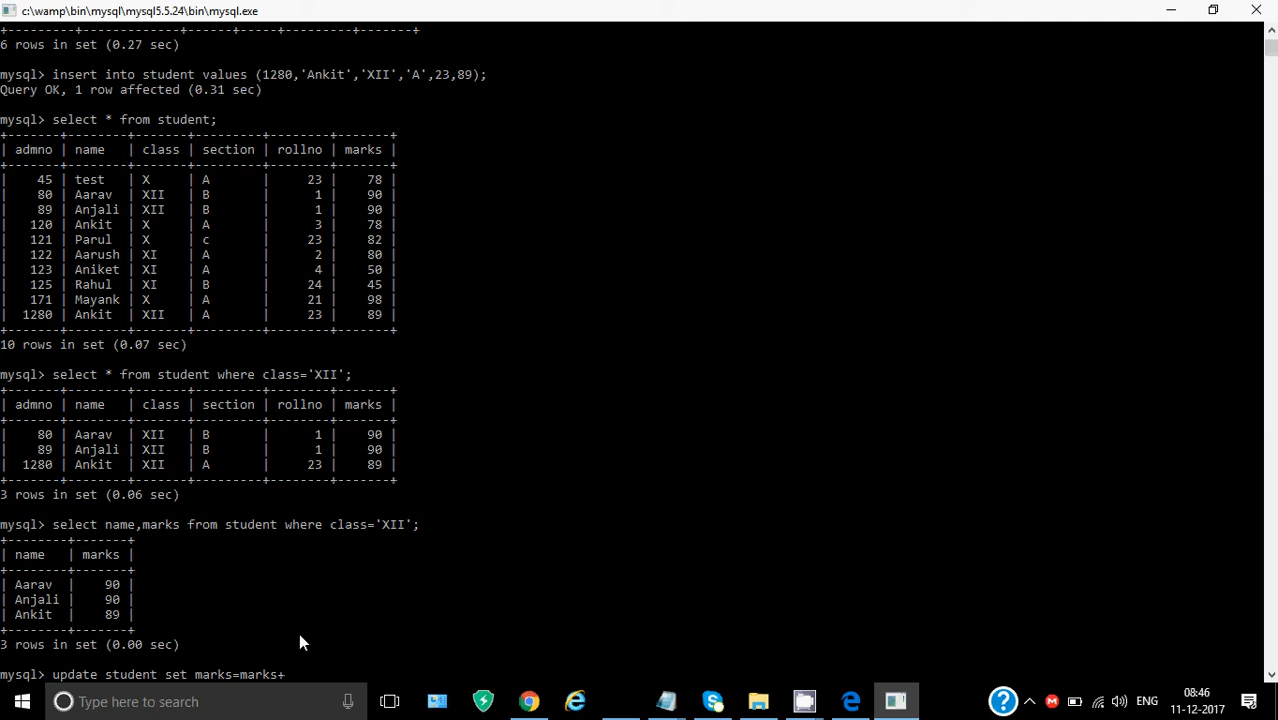 c:\wamp\bin\mysql\mysql5.5.24\bin\mysql.exe
+-------+---------------+------+-----+---------+-------+
6 rows in set (0.27 sec)
mysql> insert into student values (1280,'Ankit','XII','A',23,89);
Query OK, 1 row affected (0.31 sec)
mysql> select * from student;
+-------+--------+-------+---------+--------+-------+
| admno | name   | class | section | rollno | marks |
+-------+--------+-------+---------+--------+-------+
|    45 | test   | X     | A       |     23 |    78 |
|    80 | Aarav  | XII   | B       |      1 |    90 |
|    89 | Anjali | XII   | B       |      1 |    90 |
|   120 | Ankit  | X     | A       |      3 |    78 |
|   121 | Parul  | X     | c       |     23 |    82 |
|   122 | Aarush | XI    | A       |      2 |    80 |
|   123 | Aniket | XI    | A       |      4 |    50 |
|   125 | Rahul  | XI    | B       |     24 |    45 |
|   171 | Mayank | X     | A       |     21 |    98 |
|  1280 | Ankit  | XII   | A       |     23 |    89 |
+-------+--------+-------+---------+--------+-------+
10 rows in set (0.07 sec)
mysql> select * from student where class='XII';
+-------+--------+-------+---------+--------+-------+
| admno | name   | class | section | rollno | marks |
+-------+--------+-------+---------+--------+-------+
|    80 | Aarav  | XII   | B       |      1 |    90 |
|    89 | Anjali | XII   | B       |      1 |    90 |
|  1280 | Ankit  | XII   | A       |     23 |    89 |
+-------+--------+-------+---------+--------+-------+
3 rows in set (0.06 sec)
mysql> select name,marks from student where class='XII';
+--------+-------+
| name   | marks |
+--------+-------+
| Aarav  |    90 |
| Anjali |    90 |
| Ankit  |    89 |
+--------+-------+
3 rows in set (0.00 sec)
mysql> update student set marks=marks+
Type here to search
ENG
08:46
11-12-2017